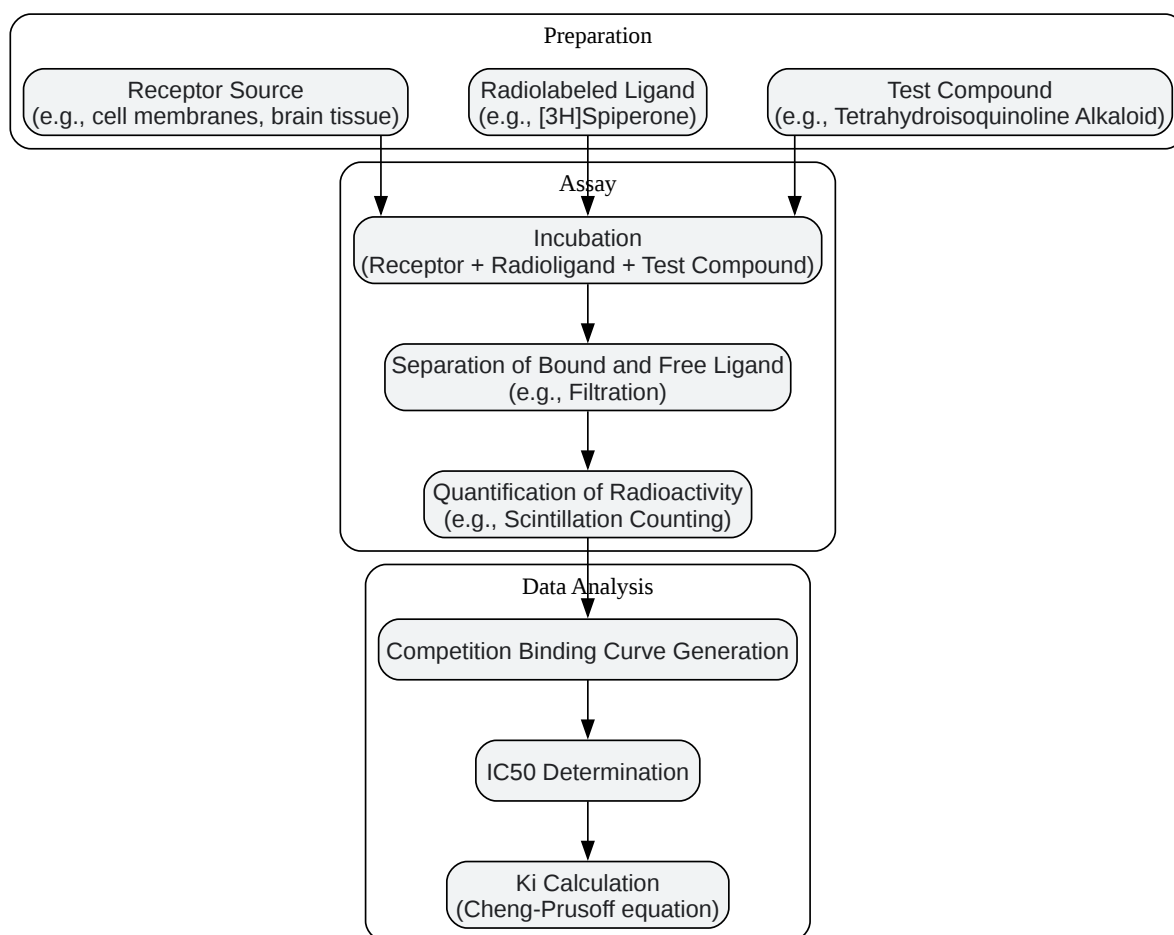 Preparation
Receptor Source
(e.g., cell membranes, brain tissue)
Radiolabeled Ligand
(e.g., [3H]Spiperone)
Test Compound
(e.g., Tetrahydroisoquinoline Alkaloid)
Assay
Incubation
(Receptor + Radioligand + Test Compound)
Separation of Bound and Free Ligand
(e.g., Filtration)
Quantification of Radioactivity
(e.g., Scintillation Counting)
Data Analysis
Competition Binding Curve Generation
IC50 Determination
Ki Calculation
(Cheng-Prusoff equation)